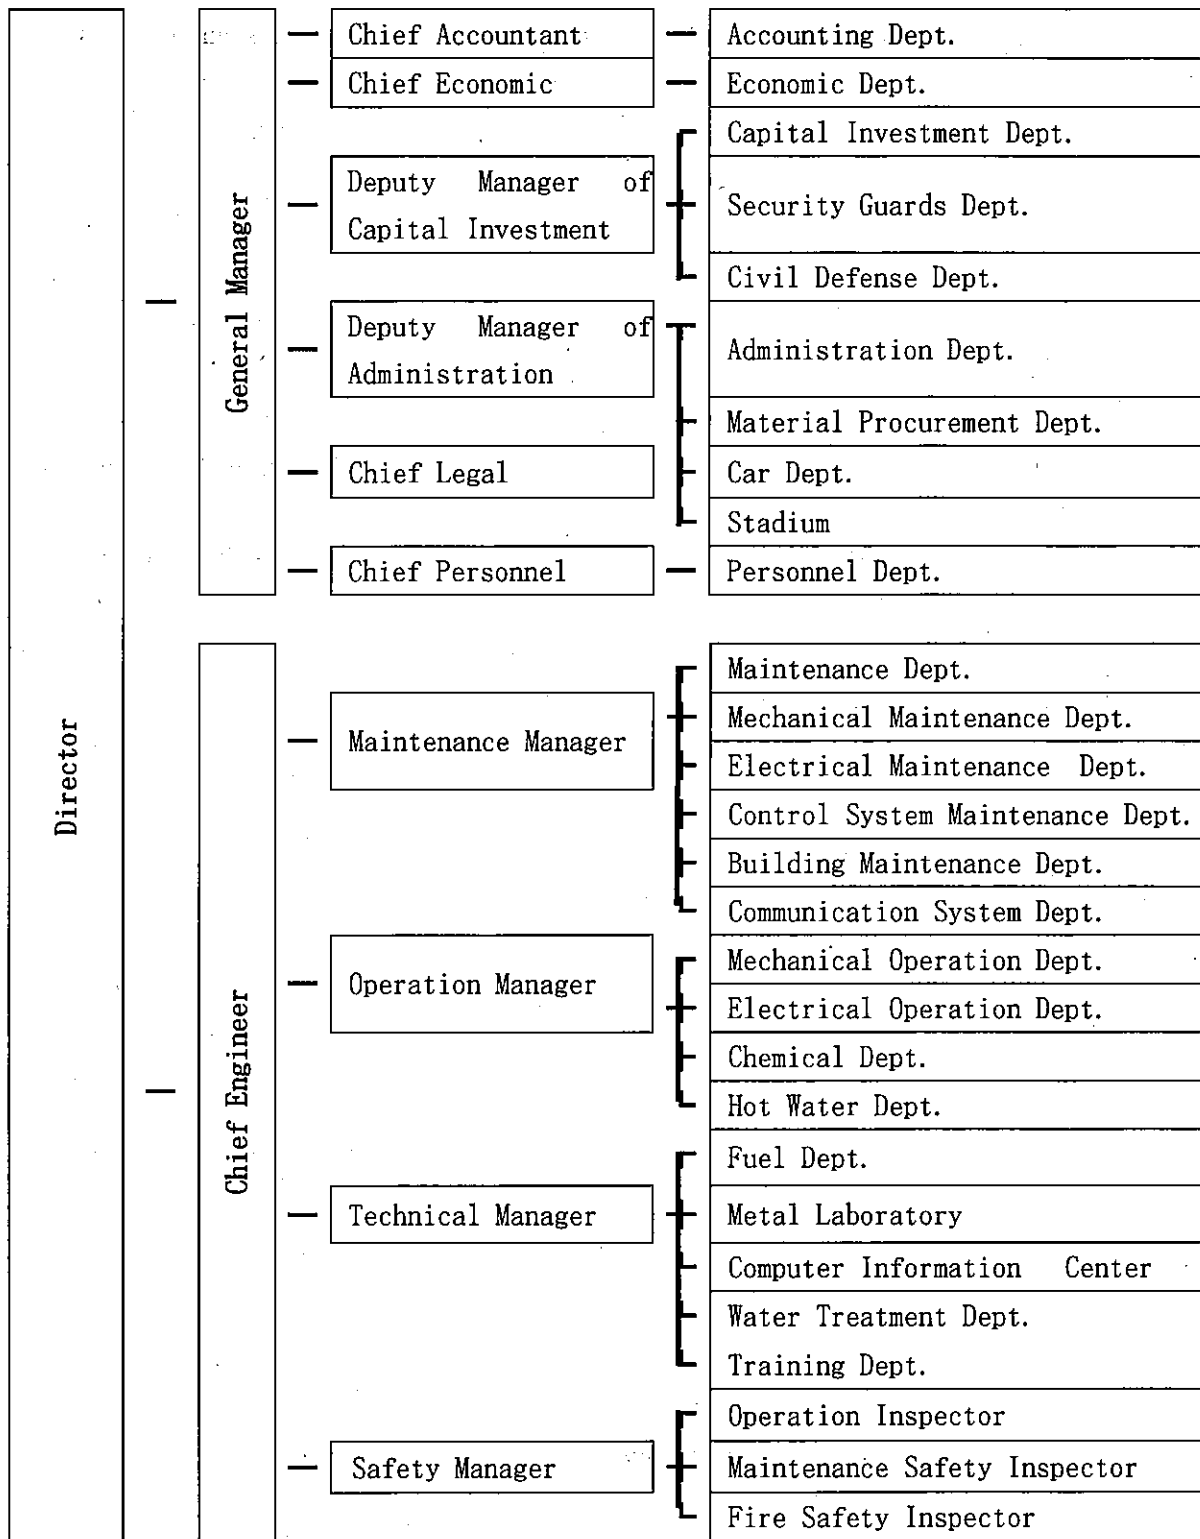 Director
General Manager
Chief Accountant
Accounting Dept.
Chief Economic
Economic Dept.
Deputy Manager of
Capital Investment
Capital Investment Dept.
Security Guards Dept.
Civil Defense Dept.
Deputy Manager of
Administration
Administration Dept.
Material Procurement Dept.
Chief Legal
Car Dept.
Stadium
Chief Personnel
Personnel Dept.
Chief Engineer
Maintenance Manager
Maintenance Dept.
Mechanical Maintenance Dept.
Electrical Maintenance Dept.
Control System Maintenance Dept.
Building Maintenance Dept.
Communication System Dept.
Operation Manager
Mechanical Operation Dept.
Electrical Operation Dept.
Chemical Dept.
Hot Water Dept.
Technical Manager
Fuel Dept.
Metal Laboratory
Computer Information Center
Water Treatment Dept.
Training Dept.
Safety Manager
Operation Inspector
Maintenance Safety Inspector
Fire Safety Inspector